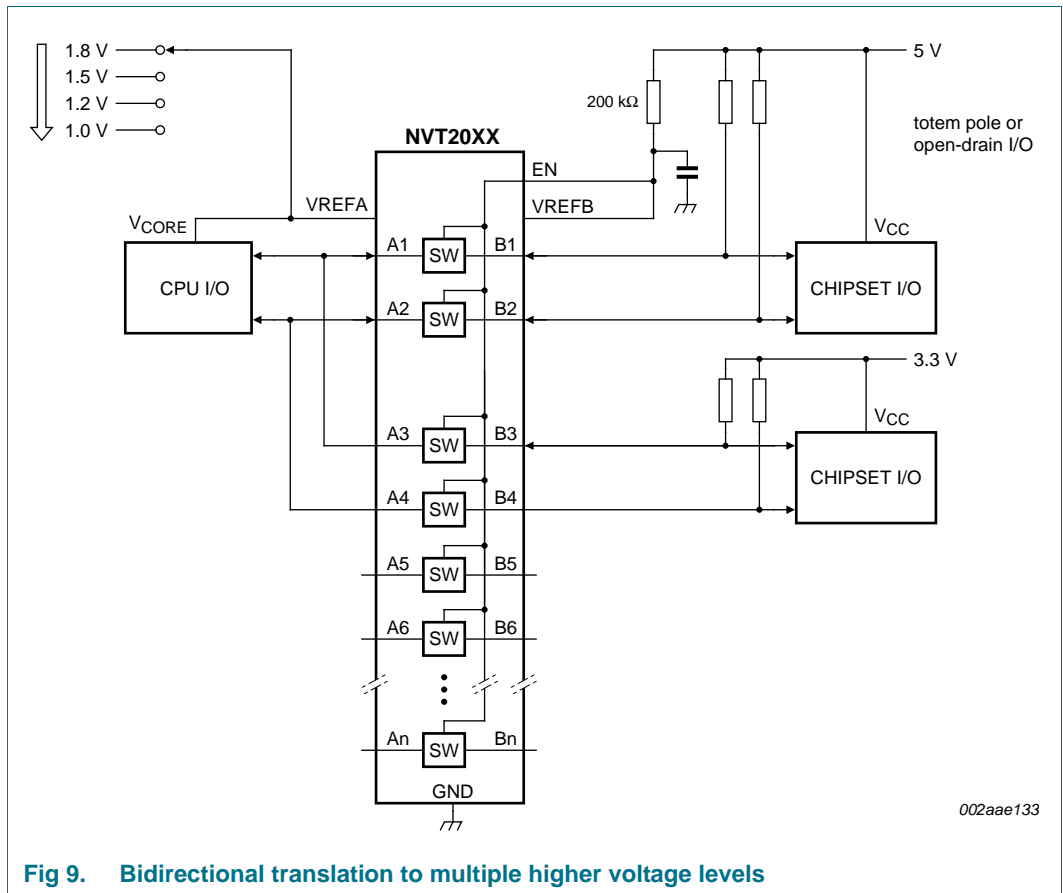 1.8 V
5 V
1.5 V
1.2 V
200 kΩ
1.0 V
totem pole or
open-drain I/O
NVT20XX
EN
VREFA
VREFB
VCORE
VCC
A1
SW
B1
CPU I/O
CHIPSET I/O
A2
SW
B2
3.3 V
VCC
A3
SW
B3
CHIPSET I/O
A4
SW
B4
A5
SW
B5
A6
SW
B6
An
SW
Bn
GND
002aae133
Fig 9. Bidirectional translation to multiple higher voltage levels